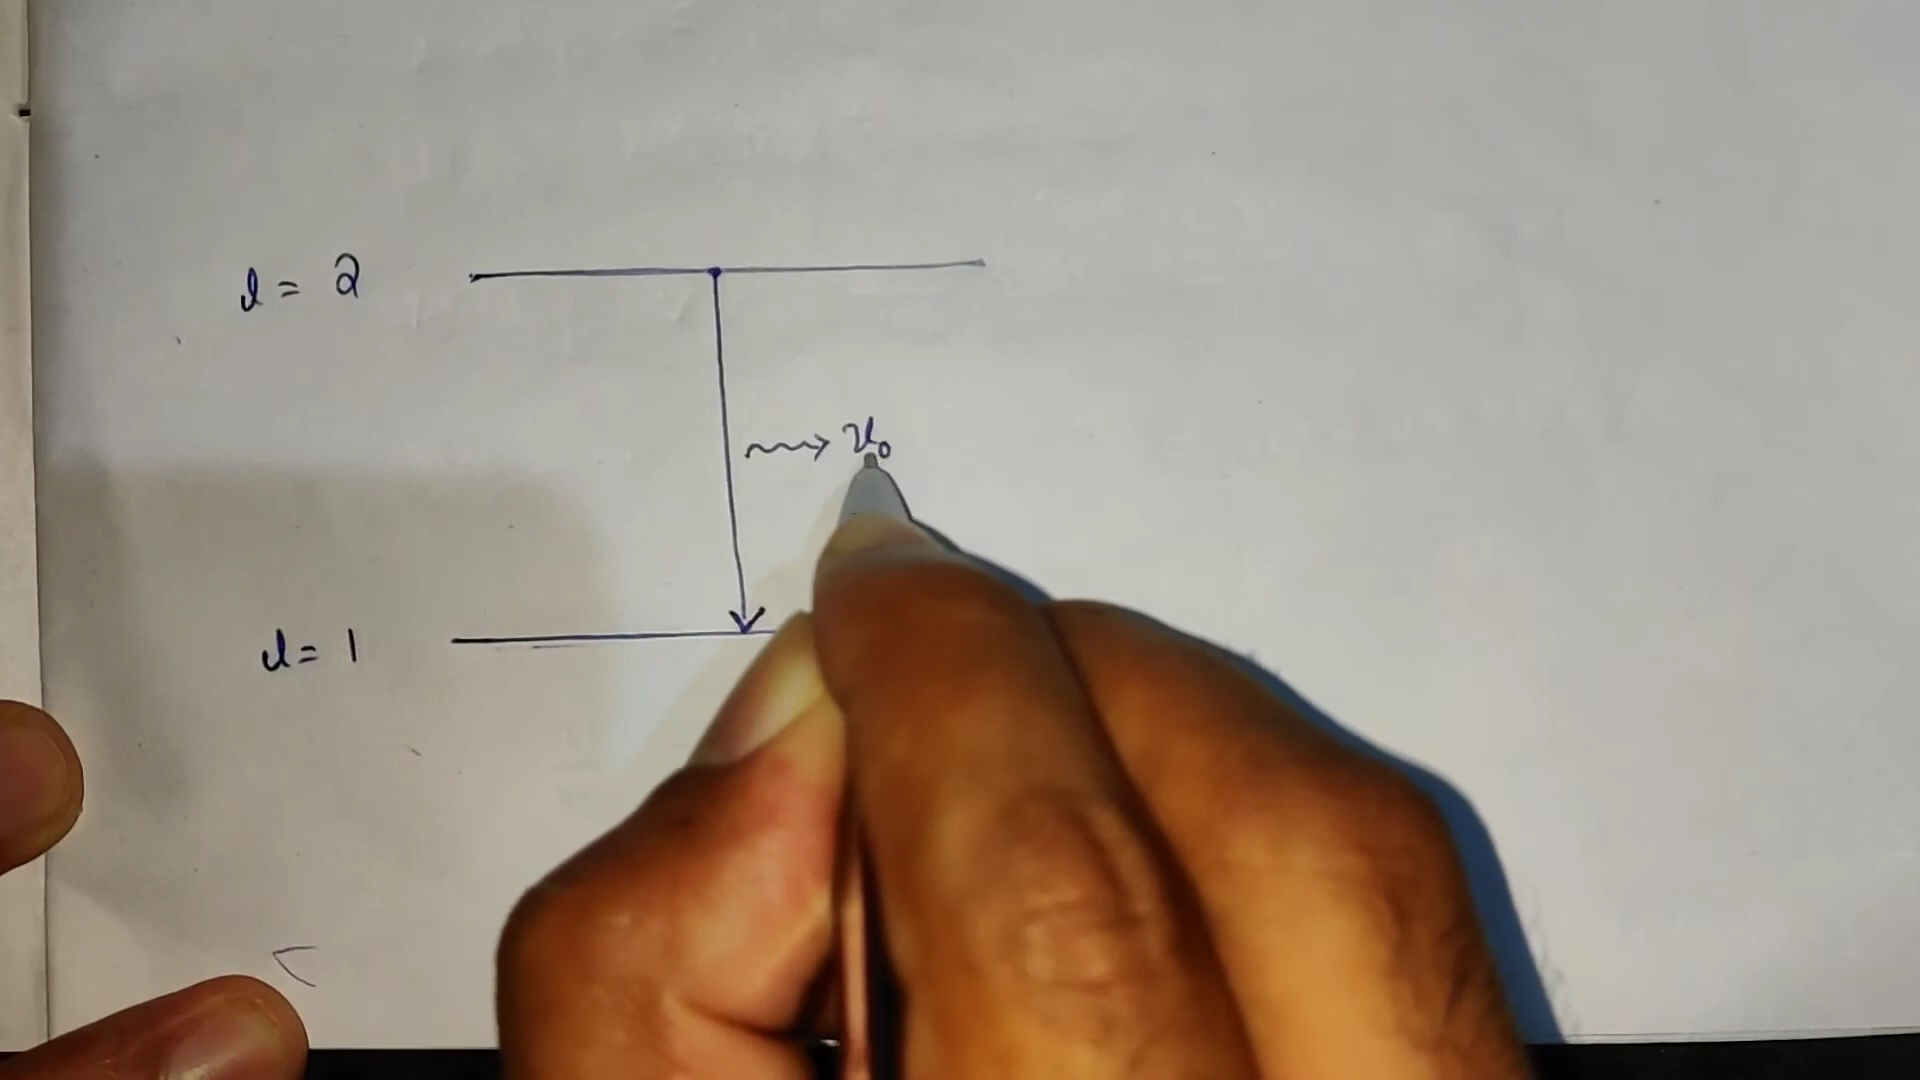 l = 2
ν₀
l = 1